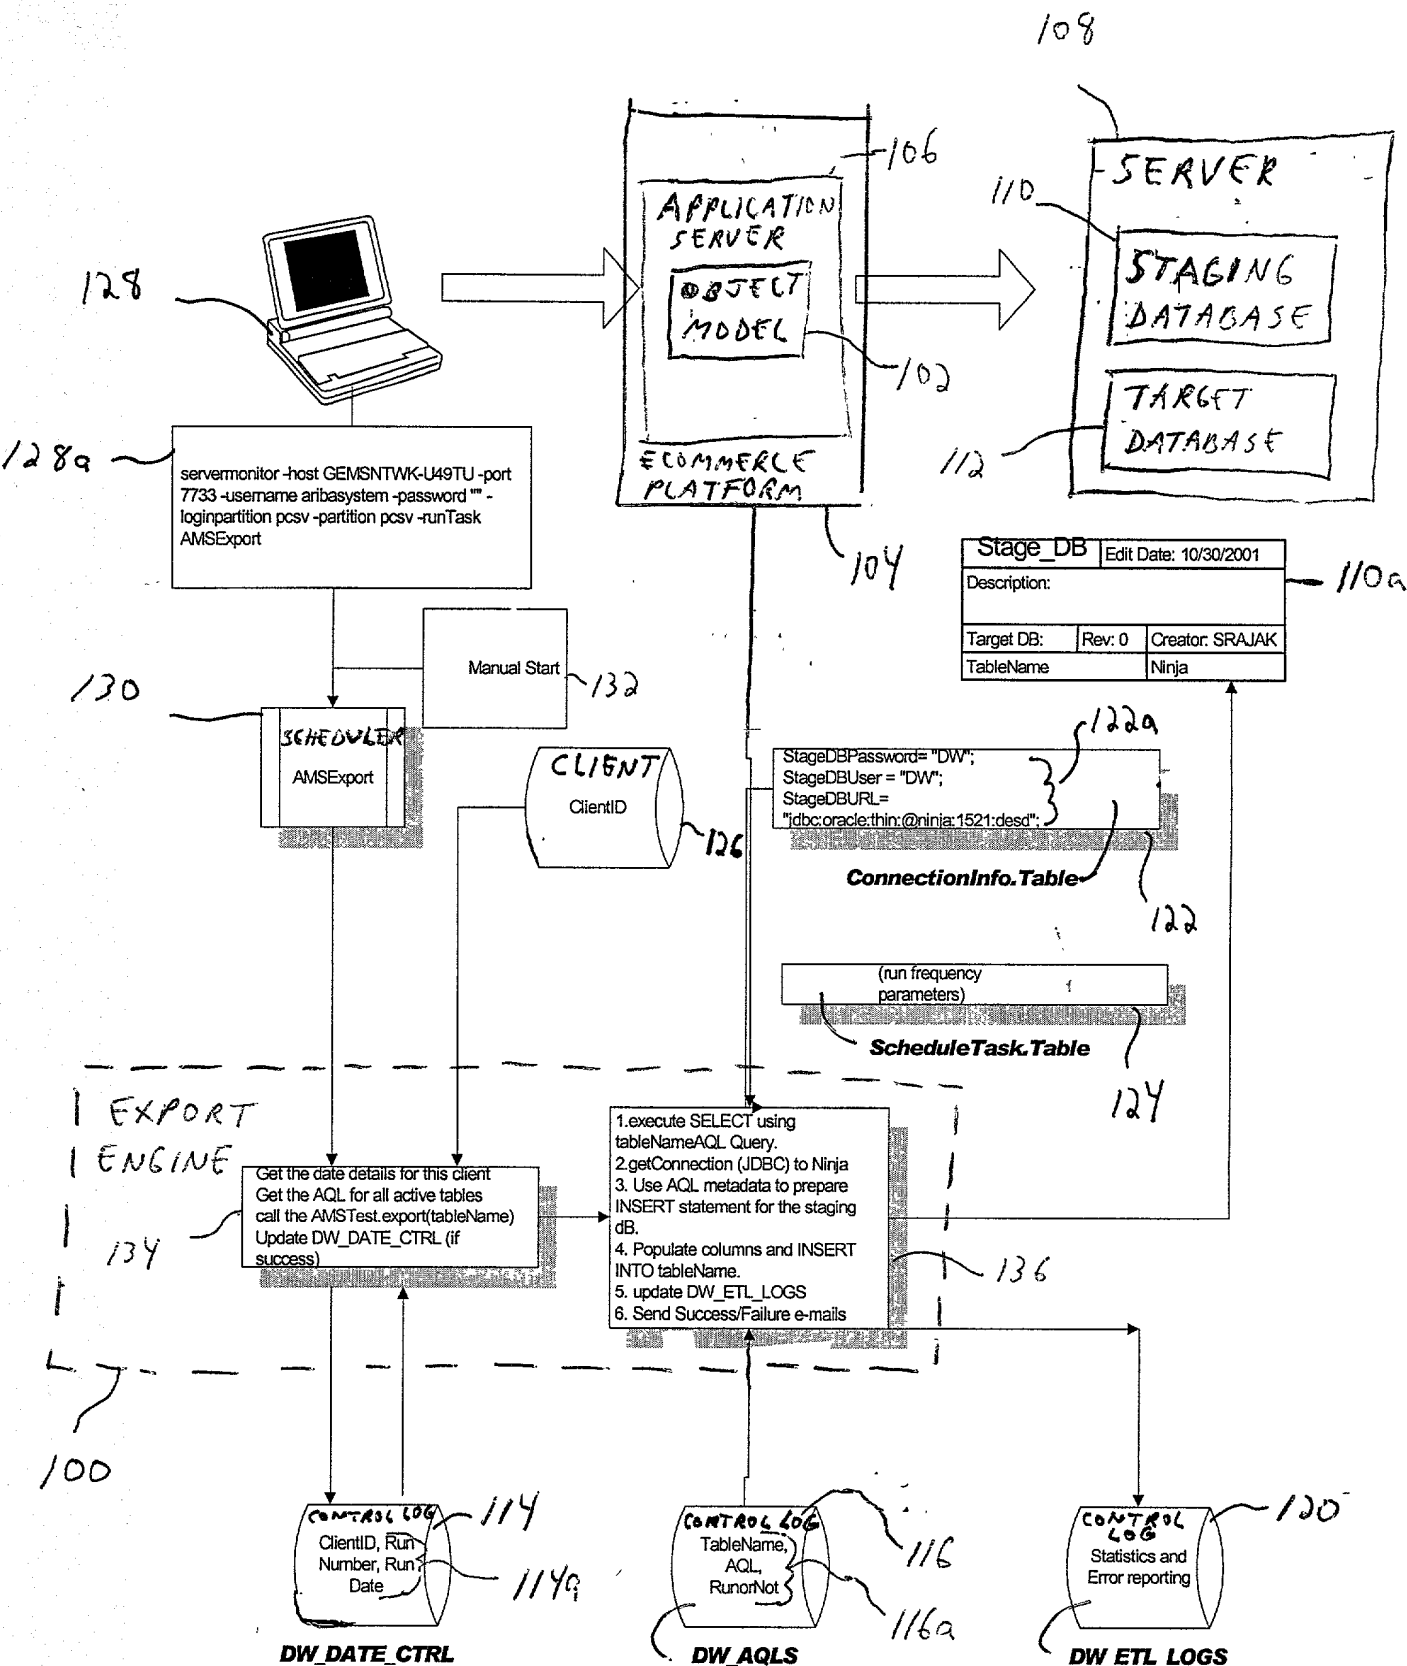 108
106
SERVER
110
APPLICATION
SERVER
STAGING
DATABASE
128
OBJECT
MODEL
102
TARGET
DATABASE
112
128a
servermonitor -host GEMSNTWK-U49TU -port
7733 -username aribasystem -password "" -
loginpartition pcsv -partition pcsv -runTask
AMSExport
ECOMMERCE
PLATFORM
104
Stage_DB
Edit Date: 10/30/2001
110a
Description:
Target DB:
Rev: 0
Creator: SRAJAK
TableName
Ninja
Manual Start
132
130
SCHEDULER
AMSExport
CLIENT
ClientID
126
122a
StageDBPassword= "DW";
StageDBUser = "DW";
StageDBURL=
"jdbc:oracle:thin:@ninja:1521:desd";
ConnectionInfo.Table
122
(run frequency
parameters)
ScheduleTask.Table
124
EXPORT
ENGINE
Get the date details for this client
Get the AQL for all active tables
call the AMSTest.export(tableName)
Update DW_DATE_CTRL (if
success)
134
1.execute SELECT using
tableNameAQL Query.
2.getConnection (JDBC) to Ninja
3. Use AQL metadata to prepare
INSERT statement for the staging
dB.
4. Populate columns and INSERT
INTO tableName.
5. update DW_ETL_LOGS
6. Send Success/Failure e-mails
136
100
CONTROL LOG
ClientID, Run
Number, Run
Date
114
114a
DW_DATE_CTRL
CONTROL LOG
TableName,
AQL,
RunorNot
116
116a
DW_AQLS
CONTROL
LOG
Statistics and
Error reporting
120
DW_ETL_LOGS